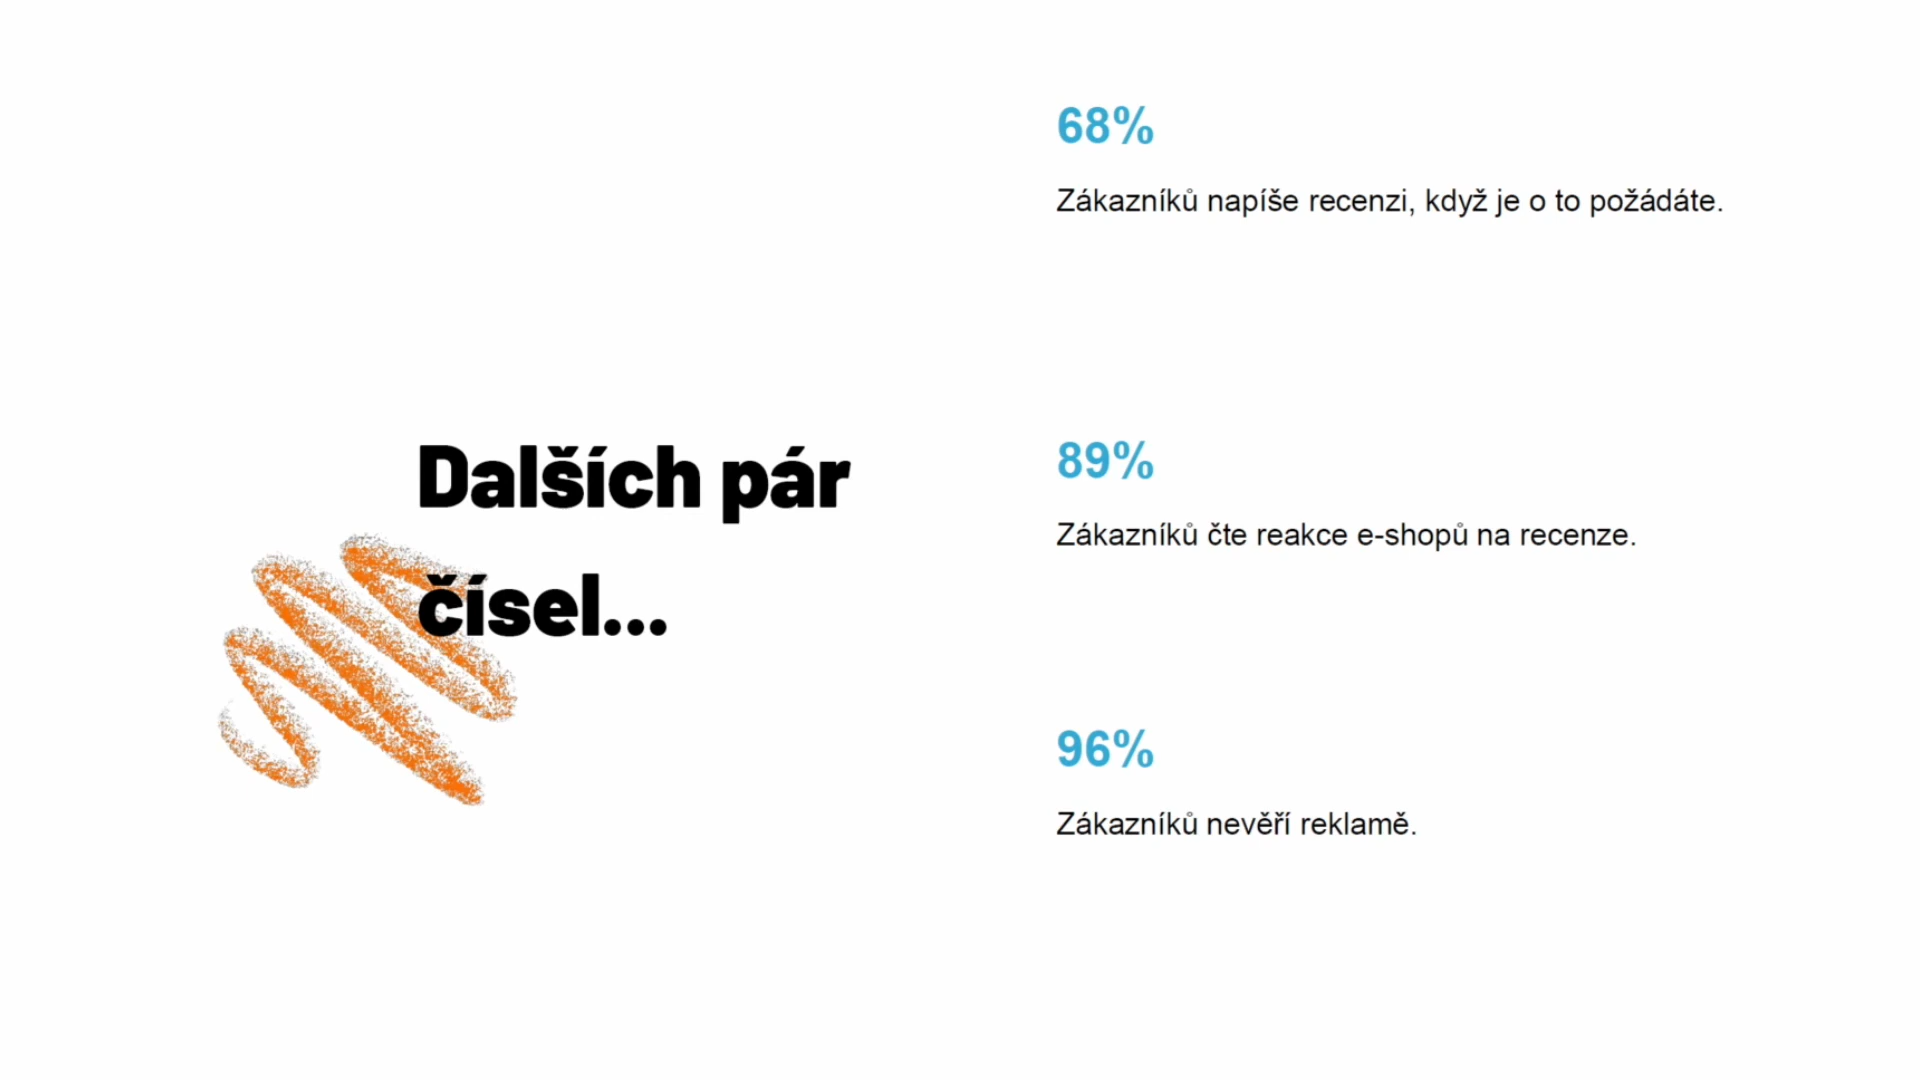 Dalších pár
čísel...
68%
Zákazníků napíše recenzi, když je o to požádáte.
89%
Zákazníků čte reakce e-shopů na recenze.
96%
Zákazníků nevěří reklamě.